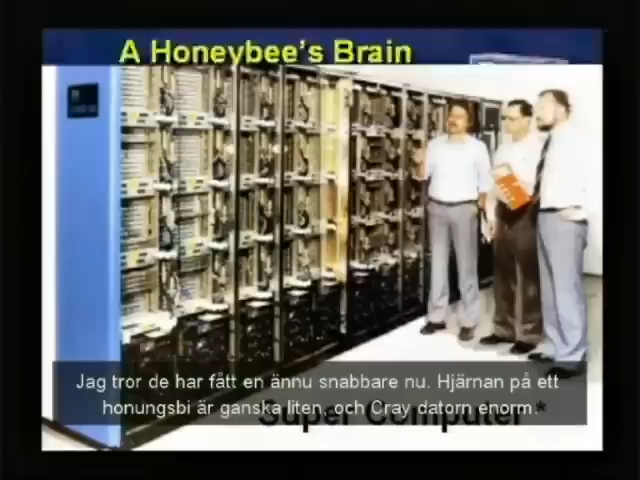 A Honeybee's Brain
Jag tror de har fått en ännu snabbare nu. Hjärnan på ett
honungsbi är ganska liten, och Cray datorn enorm.
Super Computer*